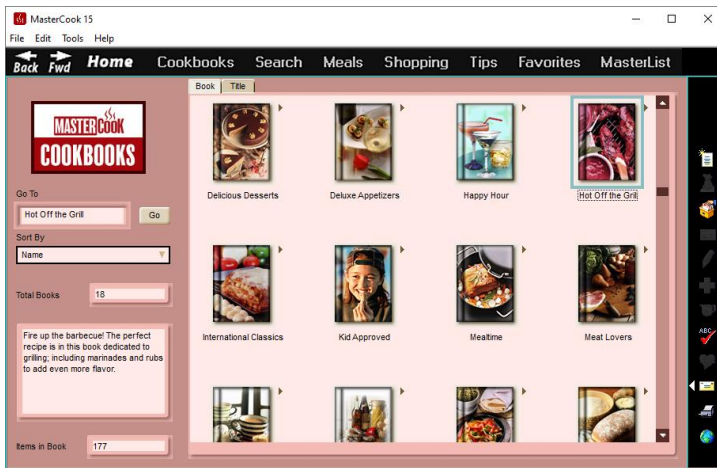 MasterCook 15
File Edit Tools Help
Back Fwd Home Cookbooks Search Meals Shopping Tips Favorites MasterList
Book Title
MASTERCOOK
COOKBOOKS
Go To
Hot Off the Grill
Go
Sort By
Name
Total Books 18
Fire up the barbecue! The perfect
recipe is in this book dedicated to
grilling; including marinades and rubs
to add even more flavor.
Items in Book 177
Delicious Desserts Deluxe Appetizers Happy Hour Hot Off the Grill
International Classics Kid Approved Mealtime Meat Lovers
ABC